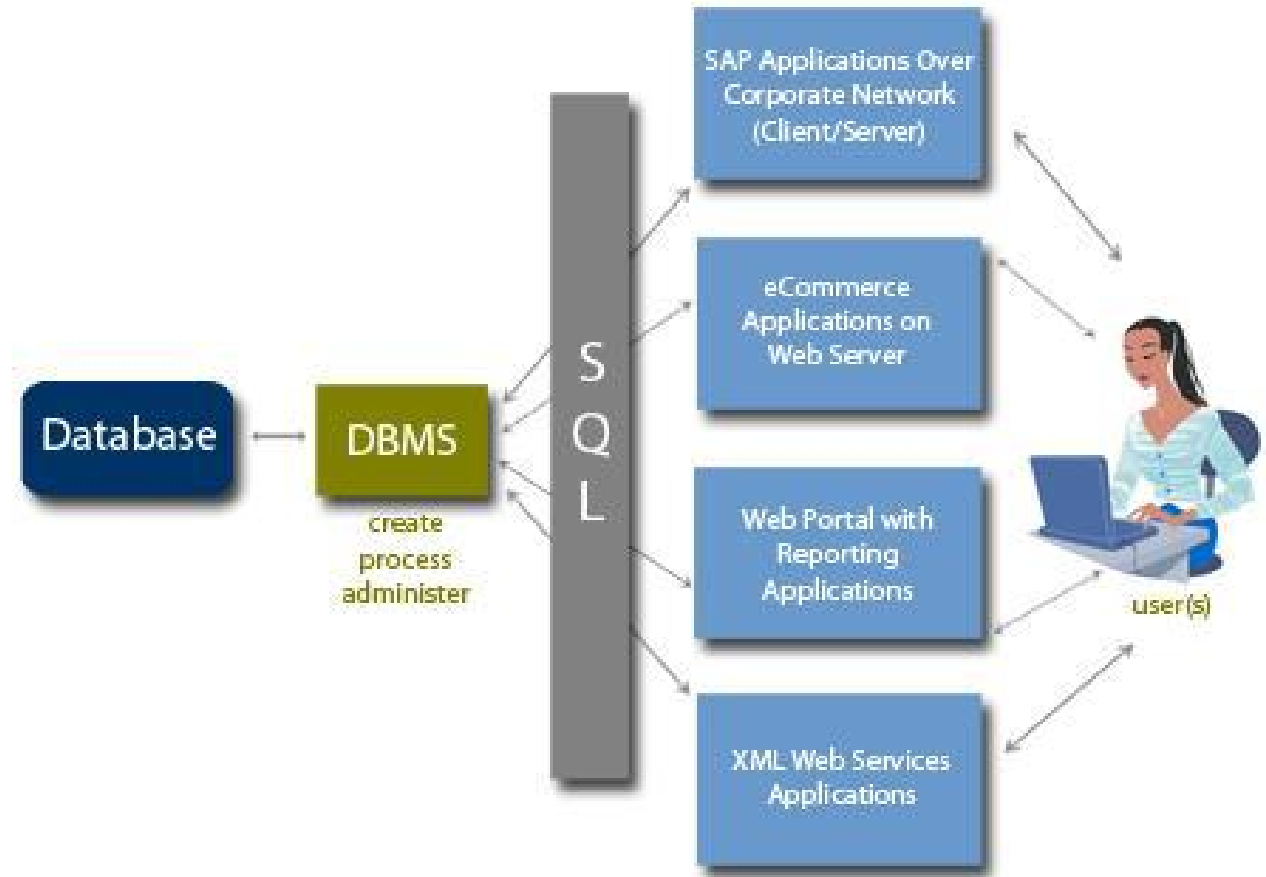 Database
DBMS
create
process
administer
S
Q
L
SAP Applications Over
Corporate Network
(Client/Server)
eCommerce
Applications on
Web Server
Web Portal with
Reporting
Applications
XML Web Services
Applications
user(s)